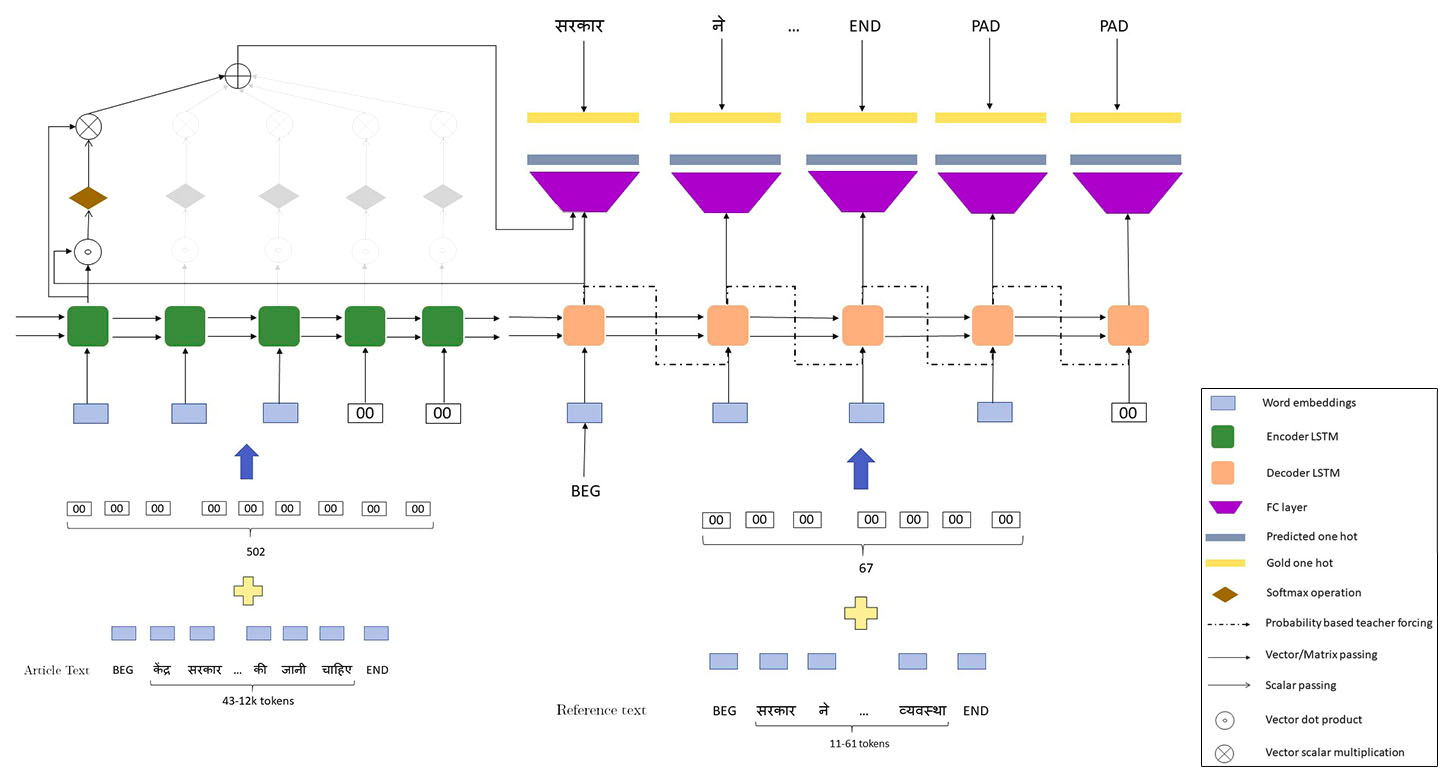 सरकार ने ... END PAD PAD
00 00
00
BEG
00 00 00 00 00 00 00 00 00
502
00 00 00 00 00 00 00
67
Article Text BEG केंद्र सरकार ... की जानी चाहिए END
43-12k tokens
Reference text BEG सरकार ने ... व्यवस्था END
11-61 tokens
Word embeddings
Encoder LSTM
Decoder LSTM
FC layer
Predicted one hot
Gold one hot
Softmax operation
Probability based teacher forcing
Vector/Matrix passing
Scalar passing
Vector dot product
Vector scalar multiplication